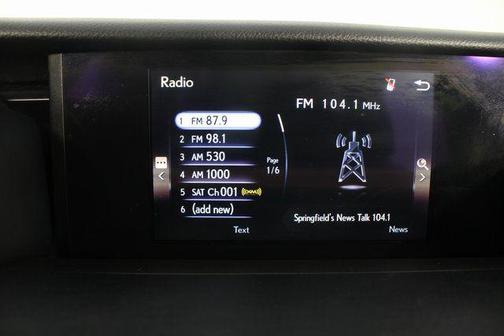 Radio
FM 104.1 MHz
1 FM 87.9
2 FM 98.1
3 AM 530
4 AM 1000
5 SAT Ch001 ((XM))
6 (add new)
Page
1/6
Springfield's News Talk 104.1
Text
News